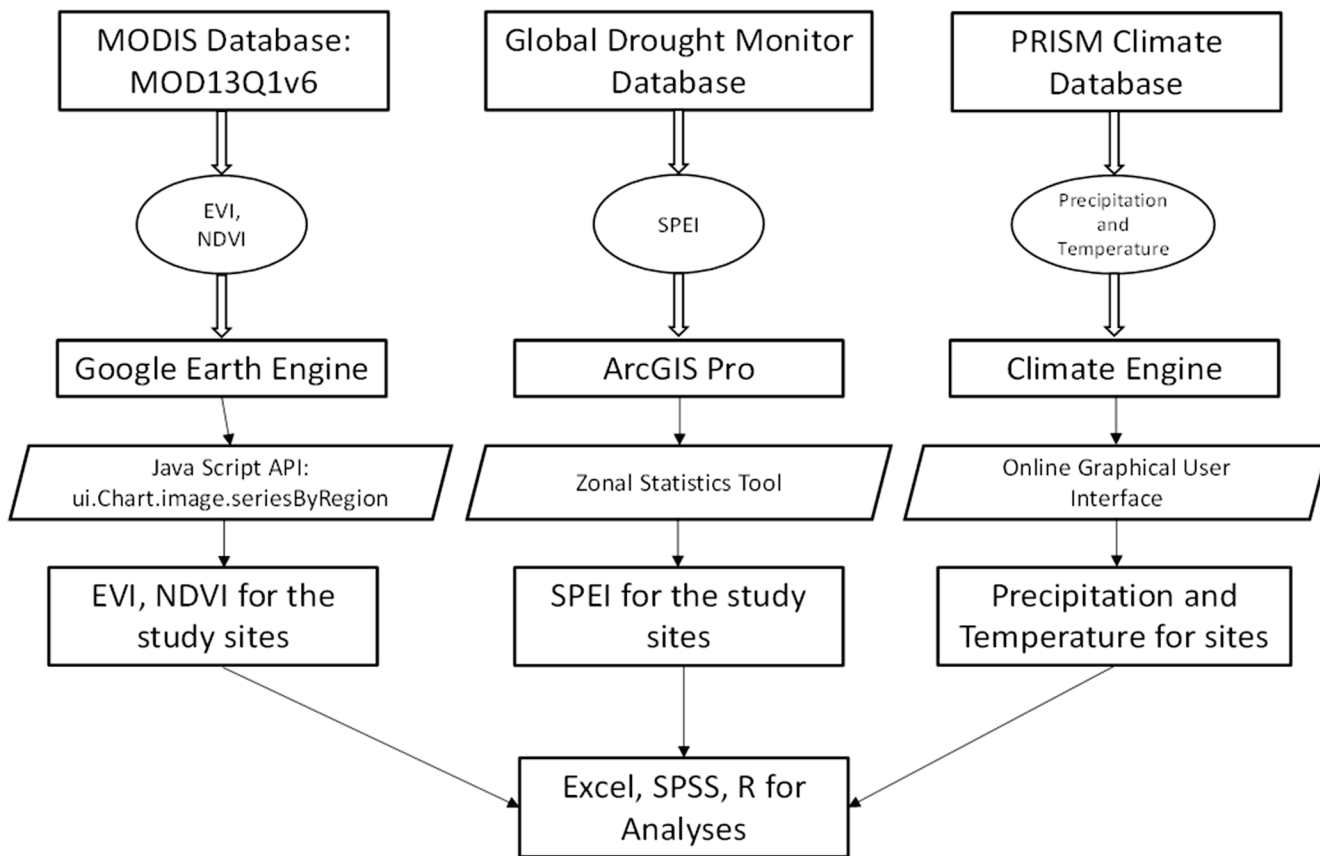 MODIS Database:
MOD13Q1v6
Global Drought Monitor
Database
PRISM Climate
Database
EVI,
NDVI
SPEI
Precipitation
and
Temperature
Google Earth Engine
ArcGIS Pro
Climate Engine
Java Script API:
ui.Chart.image.seriesByRegion
Zonal Statistics Tool
Online Graphical User
Interface
EVI, NDVI for the
study sites
SPEI for the study
sites
Precipitation and
Temperature for sites
Excel, SPSS, R for
Analyses